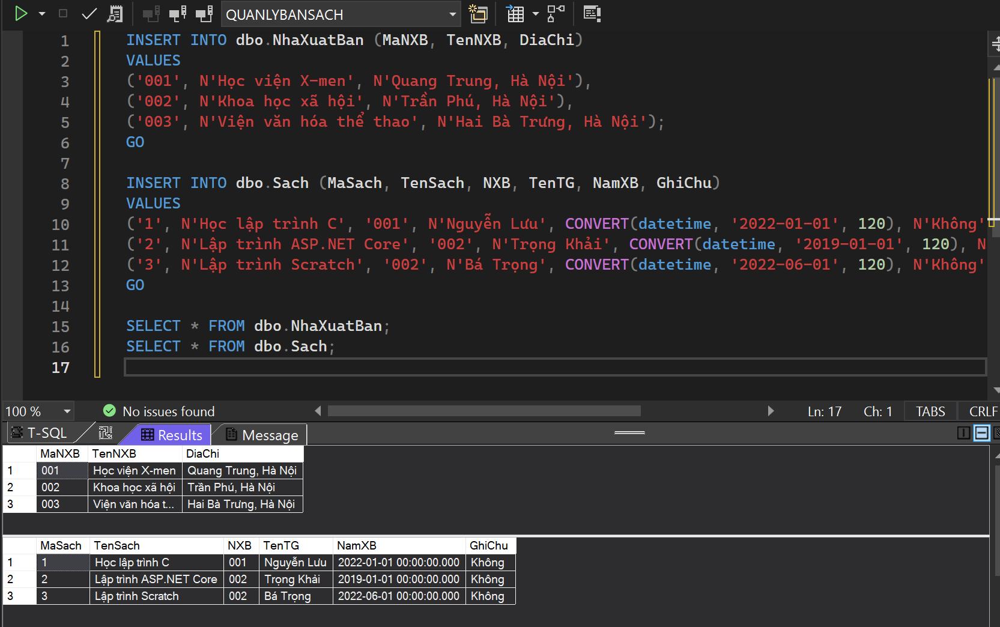 QUANLYBANSACH
1 INSERT INTO dbo.NhaXuatBan (MaNXB, TenNXB, DiaChi)
2 VALUES
3 ('001', N'Học viện X-men', N'Quang Trung, Hà Nội'),
4 ('002', N'Khoa học xã hội', N'Trần Phú, Hà Nội'),
5 ('003', N'Viện văn hóa thể thao', N'Hai Bà Trưng, Hà Nội');
6 GO
7
8 INSERT INTO dbo.Sach (MaSach, TenSach, NXB, TenTG, NamXB, GhiChu)
9 VALUES
10 ('1', N'Học lập trình C', '001', N'Nguyễn Lưu', CONVERT(datetime, '2022-01-01', 120), N'Không'
11 ('2', N'Lập trình ASP.NET Core', '002', N'Trọng Khải', CONVERT(datetime, '2019-01-01', 120), N
12 ('3', N'Lập trình Scratch', '002', N'Bá Trọng', CONVERT(datetime, '2022-06-01', 120), N'Không'
13 GO
14
15 SELECT * FROM dbo.NhaXuatBan;
16 SELECT * FROM dbo.Sach;
17
100 % No issues found Ln: 17 Ch: 1 TABS CRLF
T-SQL Results Message
MaNXB TenNXB DiaChi
1 001 Học viện X-men Quang Trung, Hà Nội
2 002 Khoa học xã hội Trần Phú, Hà Nội
3 003 Viện văn hóa t... Hai Bà Trưng, Hà Nội
MaSach TenSach NXB TenTG NamXB GhiChu
1 1 Học lập trình C 001 Nguyễn Lưu 2022-01-01 00:00:00.000 Không
2 2 Lập trình ASP.NET Core 002 Trọng Khải 2019-01-01 00:00:00.000 Không
3 3 Lập trình Scratch 002 Bá Trọng 2022-06-01 00:00:00.000 Không